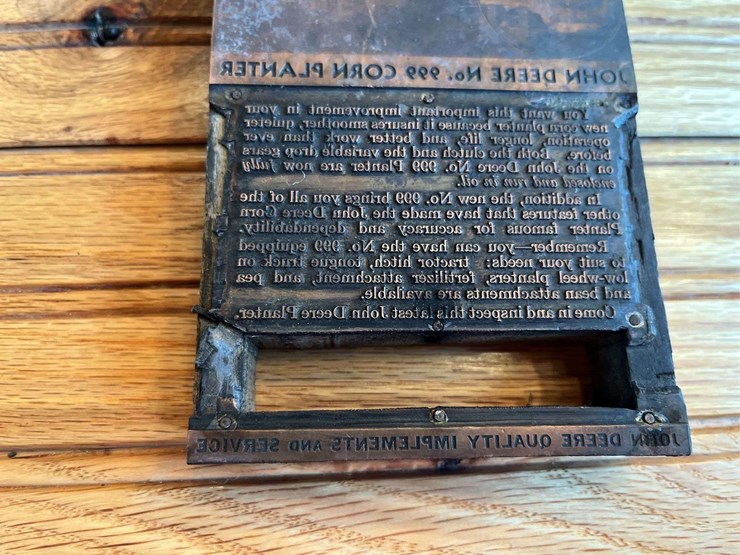 JOHN DEERE No. 999 CORN PLANTER
You want this important improvement in your
new corn planter because it insures smoother, quieter
operation, longer life, and better work than ever
before. Both the clutch and the variable drop gears
on the John Deere No. 999 Planter are now fully
enclosed and run in oil.
In addition, the new No. 999 brings you all of the
other features that have made the John Deere Corn
Planter famous for accuracy and dependability.
Remember—you can have the No. 999 equipped
to suit your needs: tractor hitch, tongue truck on
low-wheel planters, fertilizer attachment, and pea
and bean attachments are available.
Come in and inspect this latest John Deere Planter.
JOHN DEERE QUALITY IMPLEMENTS AND SERVICE